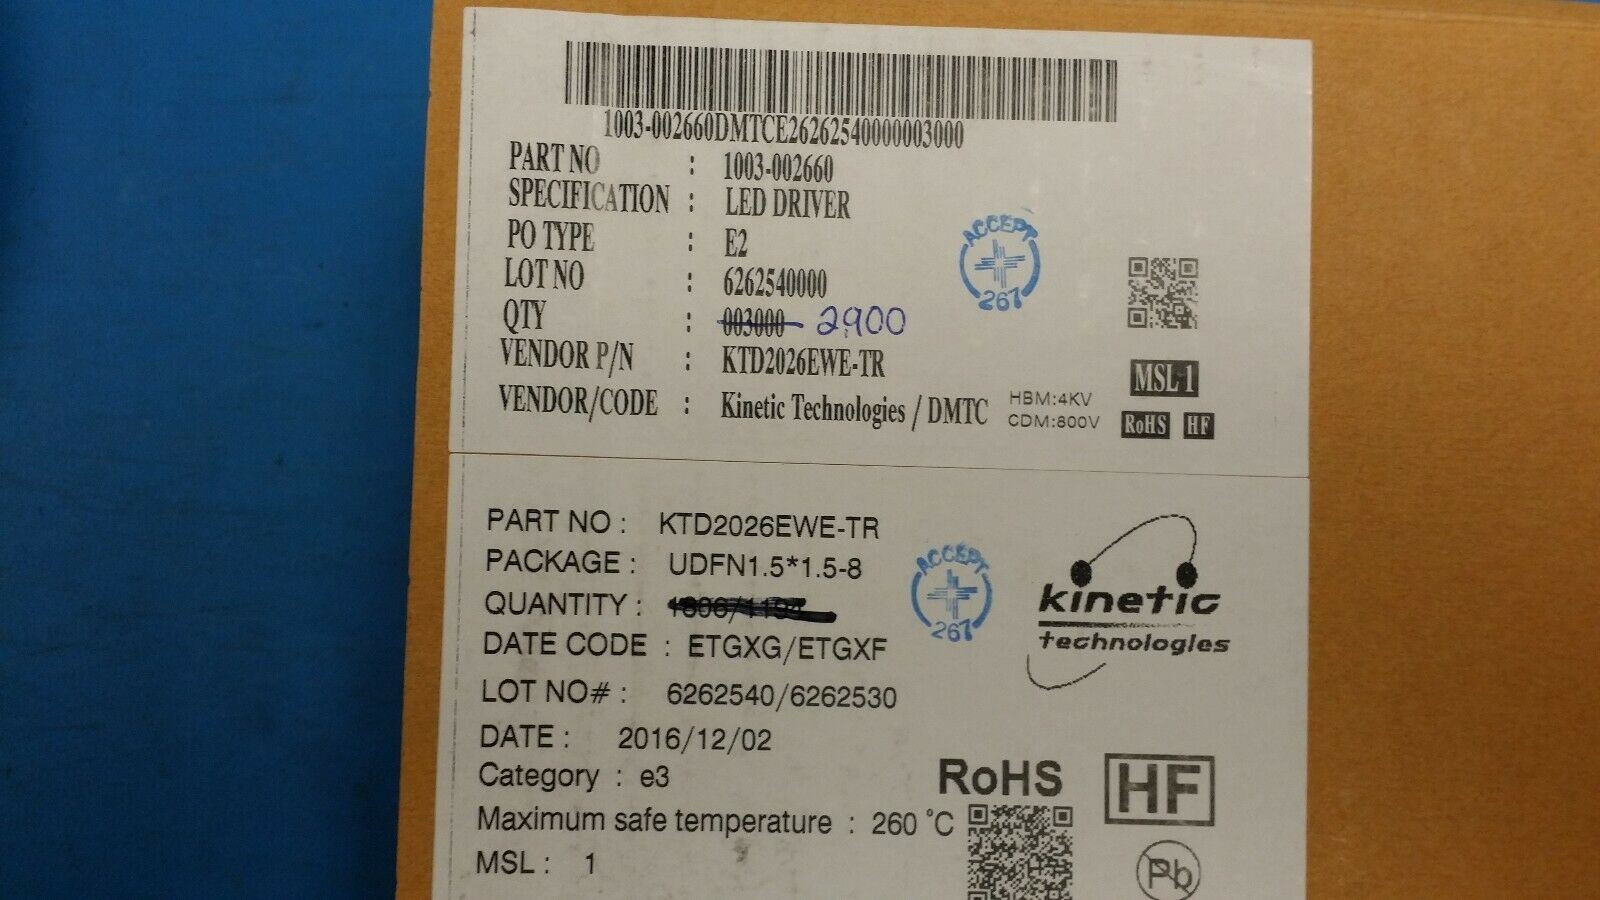 1003-002660DMTCE26262540000003000
PART NO : 1003-002660
SPECIFICATION : LED DRIVER
PO TYPE : E2
LOT NO : 6262540000
QTY : 003000 2900
VENDOR P/N : KTD2026EWE-TR
VENDOR/CODE : Kinetic Technologies / DMTC
HBM:4KV
CDM:800V
ACCEPT
267
MSL 1
RoHS HF
PART NO : KTD2026EWE-TR
PACKAGE : UDFN1.5*1.5-8
QUANTITY : 1806/1194
DATE CODE : ETGXG/ETGXF
LOT NO# : 6262540/6262530
DATE : 2016/12/02
Category : e3
Maximum safe temperature : 260 °C
MSL : 1
ACCEPT
267
kinetic
technologies
RoHS
HF
Pb